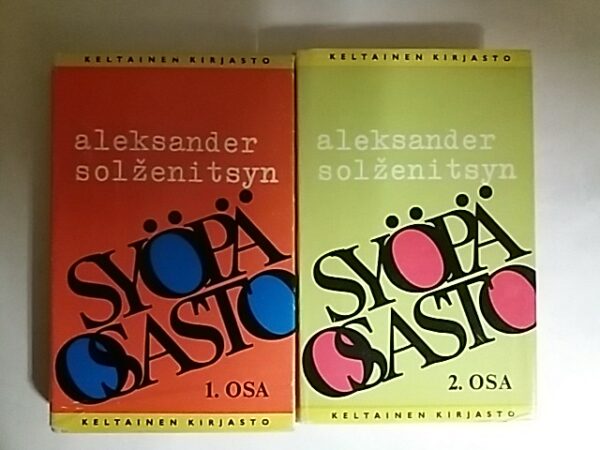 KELTAINEN KIRJASTO
aleksander
solženitsyn
SYÖPÄ
OSASTO
1. OSA
KELTAINEN KIRJASTO
KELTAINEN KIRJASTO
aleksander
solženitsyn
SYÖPÄ
OSASTO
2. OSA
KELTAINEN KIRJASTO